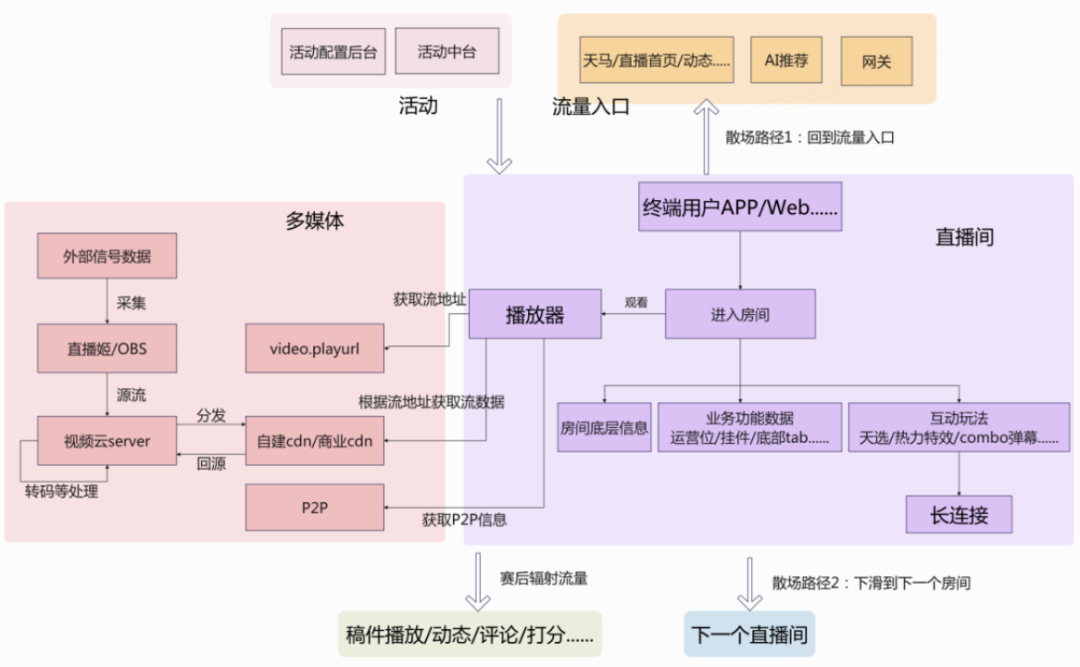 活动配置后台
活动中台
活动
天马/直播首页/动态.....
AI推荐
网关
流量入口
散场路径1：回到流量入口
多媒体
外部信号数据
采集
直播姬/OBS
源流
视频云server
转码等处理
分发
回源
video.playurl
自建cdn/商业cdn
P2P
获取流地址
根据流地址获取流数据
获取P2P信息
直播间
终端用户APP/Web......
播放器
观看
进入房间
房间底层信息
业务功能数据
运营位/挂件/底部tab......
互动玩法
天选/热力特效/combo弹幕......
长连接
赛后辐射流量
稿件播放/动态/评论/打分......
散场路径2：下滑到下一个房间
下一个直播间